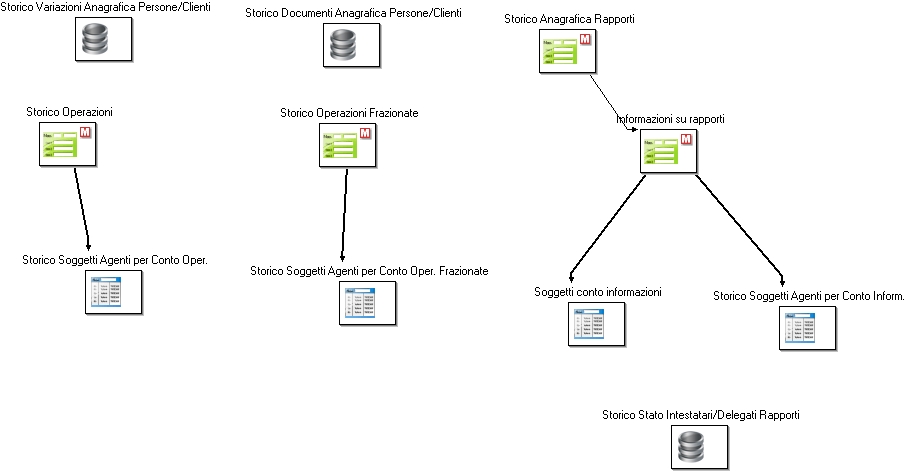 Storico Variazioni Anagrafica Persone/Clienti
Storico Documenti Anagrafica Persone/Clienti
Storico Anagrafica Rapporti
M
Storico Operazioni
M
Storico Operazioni Frazionate
M
Informazioni su rapporti
M
Storico Soggetti Agenti per Conto Oper.
Storico Soggetti Agenti per Conto Oper. Frazionate
Soggetti conto informazioni
Storico Soggetti Agenti per Conto Inform.
Storico Stato Intestatari/Delegati Rapporti